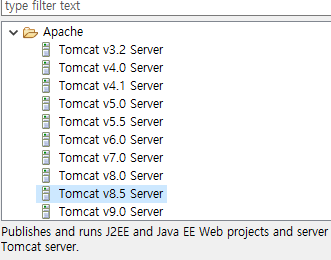 type filter text
Apache
Tomcat v3.2 Server
Tomcat v4.0 Server
Tomcat v4.1 Server
Tomcat v5.0 Server
Tomcat v5.5 Server
Tomcat v6.0 Server
Tomcat v7.0 Server
Tomcat v8.0 Server
Tomcat v8.5 Server
Tomcat v9.0 Server
Publishes and runs J2EE and Java EE Web projects and server
Tomcat server.